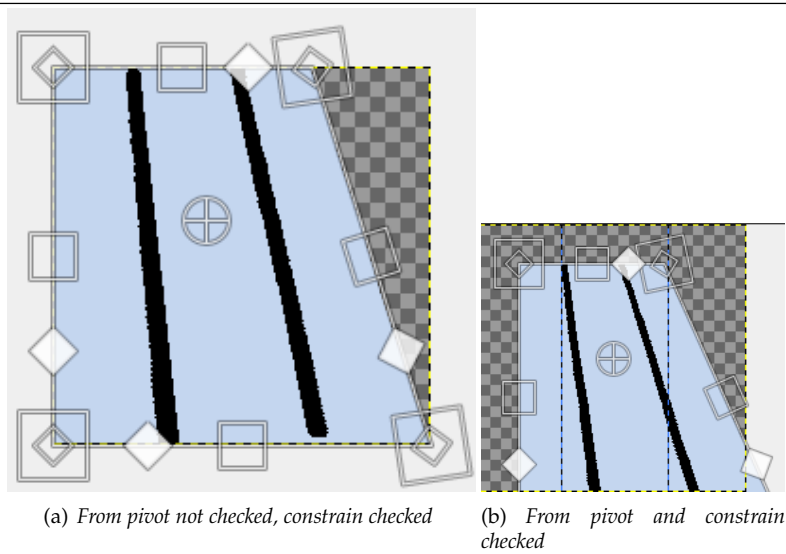 (a) From pivot not checked, constrain checked
(b) From pivot and constrain
checked